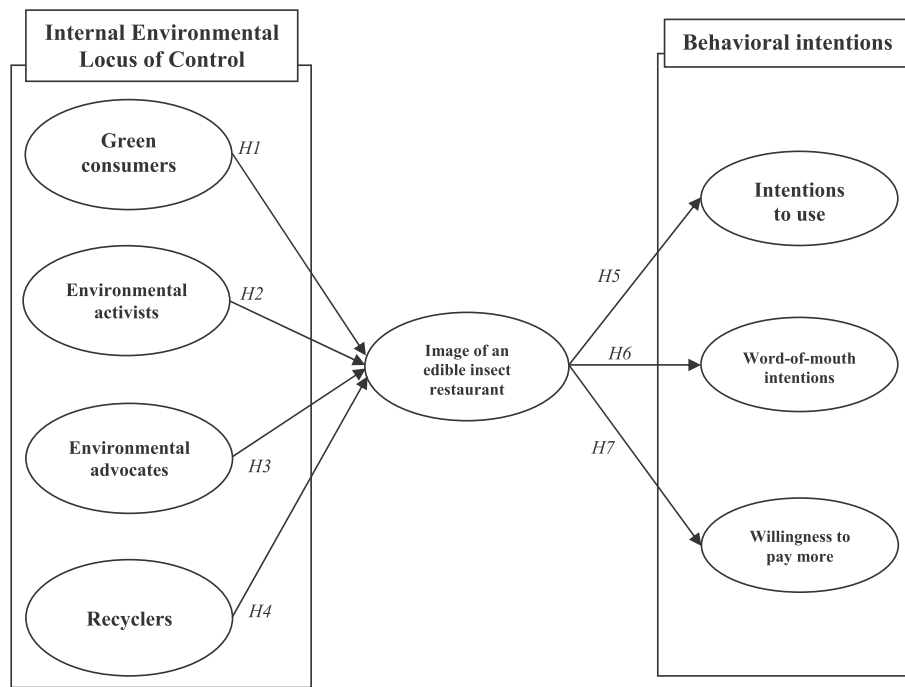 Internal Environmental
Locus of Control
Behavioral intentions
Green
consumers
H1
Environmental
activists
H2
Environmental
advocates
H3
Recyclers
H4
Image of an
edible insect
restaurant
H5
H6
H7
Intentions
to use
Word-of-mouth
intentions
Willingness to
pay more